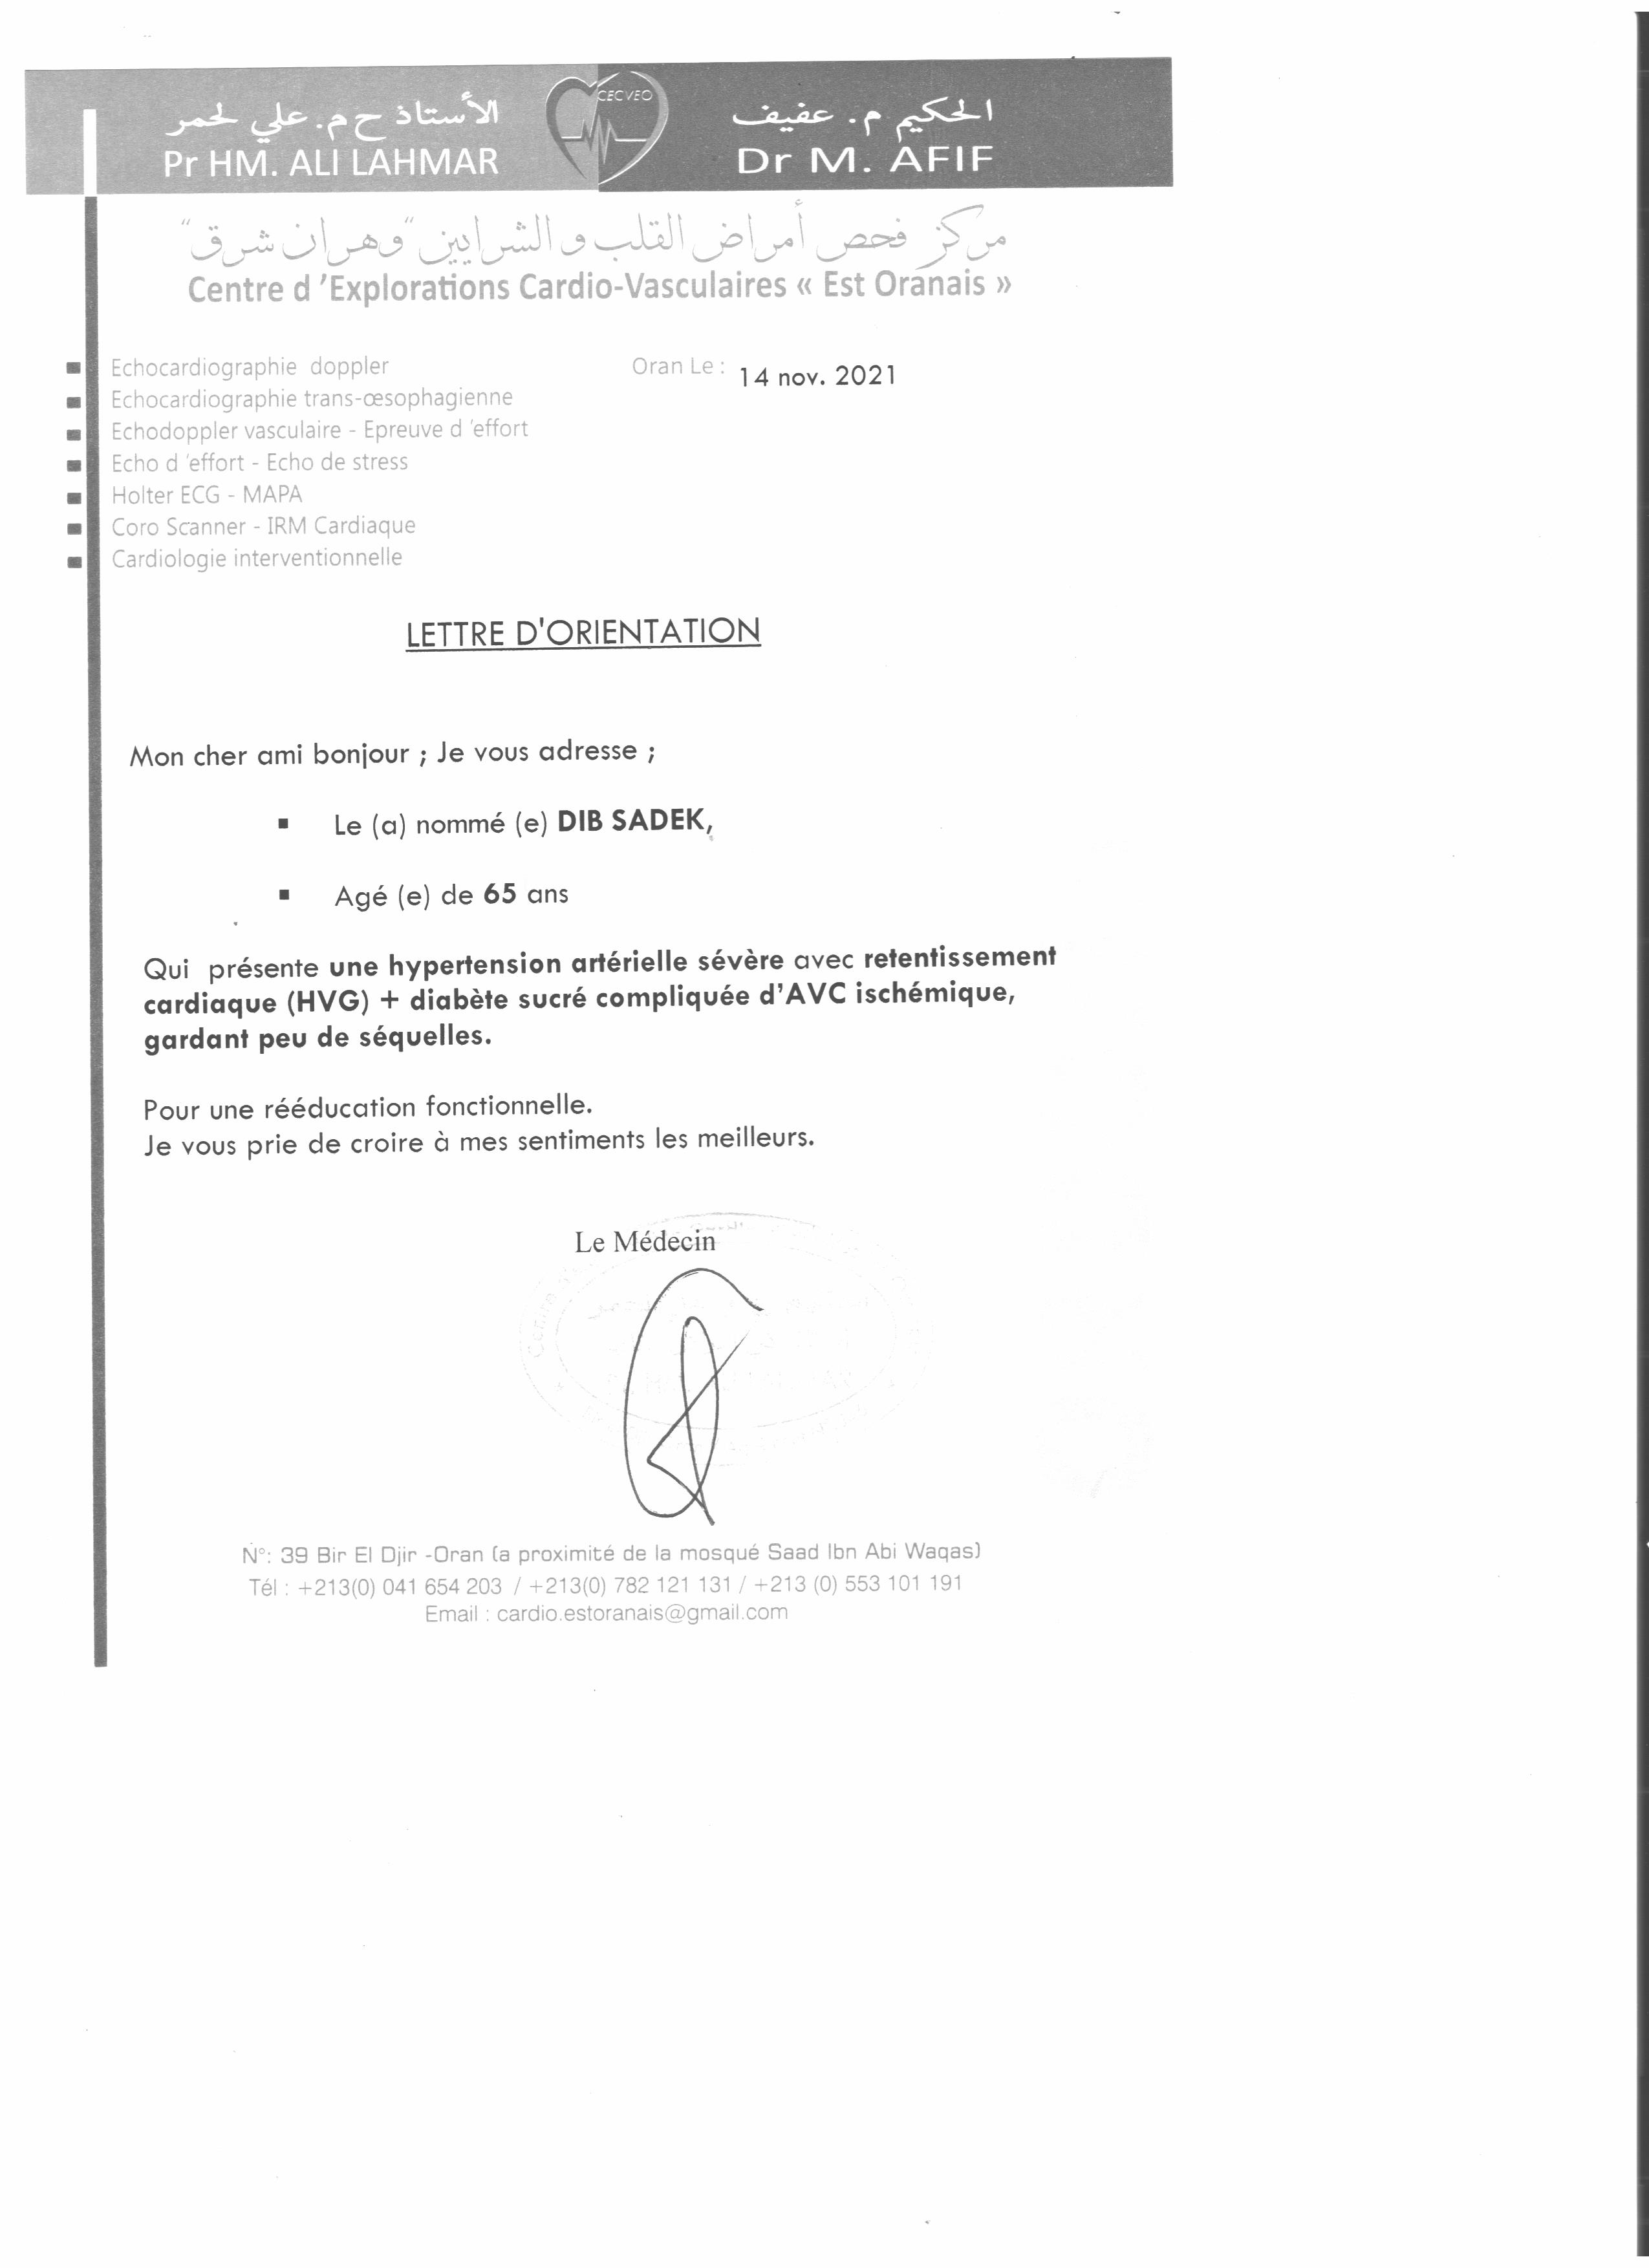 الأستاذ ح م. علي لحمر
Pr HM. ALI LAHMAR
CECVEO
الحكيم م. عفيف
Dr M. AFIF
مركز فحص أمراض القلب و الشرايين "وهران شرق"
Centre d 'Explorations Cardio-Vasculaires « Est Oranais »
Echocardiographie doppler
Oran Le : 14 nov. 2021
Echocardiographie trans-œsophagienne
Echodoppler vasculaire - Epreuve d 'effort
Echo d 'effort - Echo de stress
Holter ECG - MAPA
Coro Scanner - IRM Cardiaque
Cardiologie interventionnelle
LETTRE D'ORIENTATION
Mon cher ami bonjour ; Je vous adresse ;
Le (a) nommé (e) DIB SADEK,
Agé (e) de 65 ans
Qui présente une hypertension artérielle sévère avec retentissement
cardiaque (HVG) + diabète sucré compliquée d'AVC ischémique,
gardant peu de séquelles.
Pour une rééducation fonctionnelle.
Je vous prie de croire à mes sentiments les meilleurs.
Le Médecin
N°: 39 Bir El Djir -Oran (a proximité de la mosqué Saad Ibn Abi Waqas)
Tél : +213(0) 041 654 203 / +213(0) 782 121 131 / +213 (0) 553 101 191
Email : cardio.estoranais@gmail.com